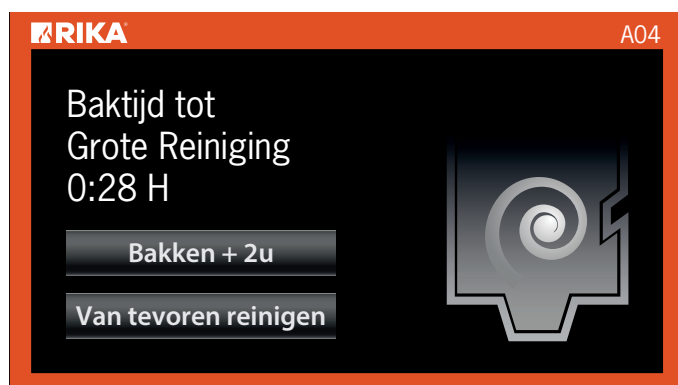 RIKA
A04
Baktijd tot
Grote Reiniging
0:28 H
Bakken + 2u
Van tevoren reinigen